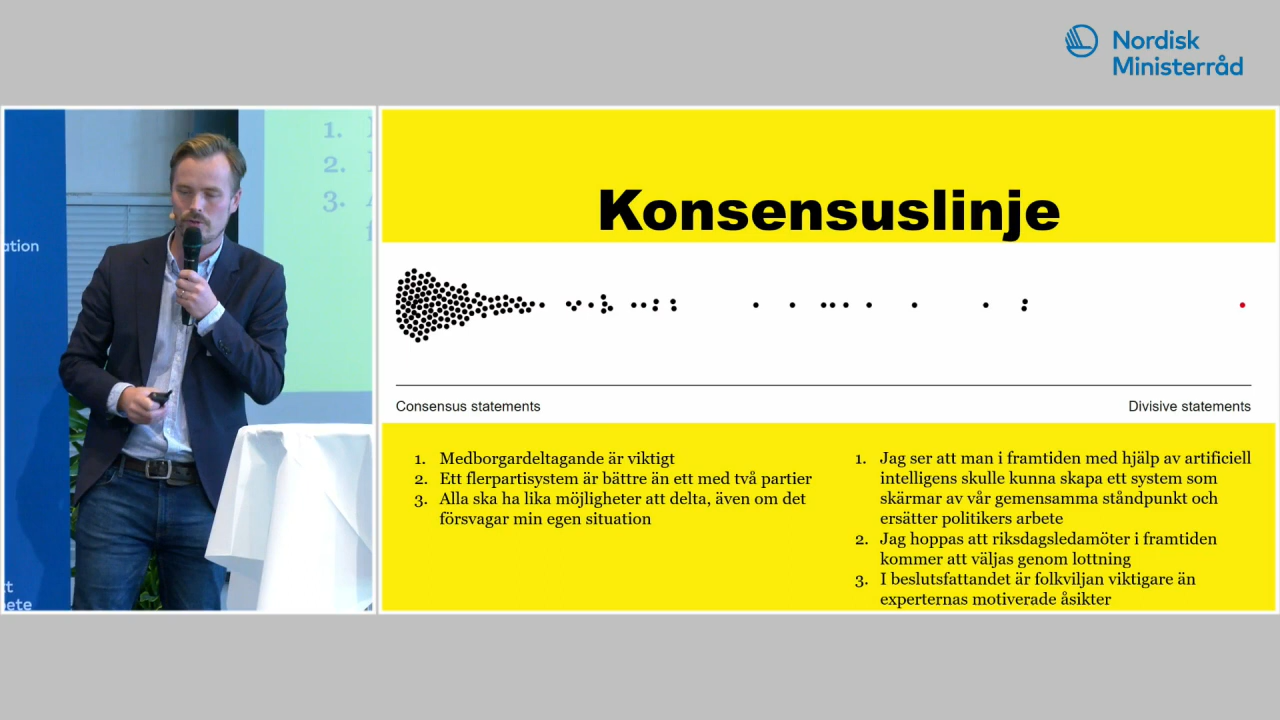 Nordisk
Ministerråd
1.
2.
3.
ation
Konsensuslinje
Consensus statements
Divisive statements
1. Medborgardeltagande är viktigt
2. Ett flerpartisystem är bättre än ett med två partier
3. Alla ska ha lika möjligheter att delta, även om det
försvagar min egen situation
1. Jag ser att man i framtiden med hjälp av artificiell
intelligens skulle kunna skapa ett system som
skärmar av vår gemensamma ståndpunkt och
ersätter politikers arbete
2. Jag hoppas att riksdagsledamöter i framtiden
kommer att väljas genom lottning
3. I beslutsfattandet är folkviljan viktigare än
experternas motiverade åsikter